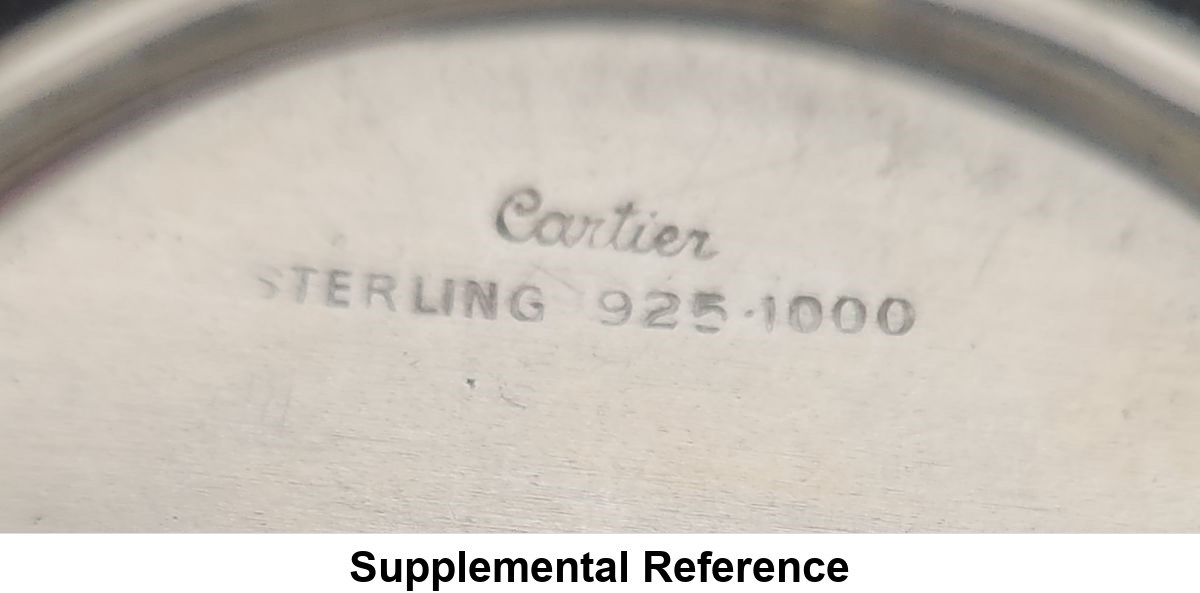 Cartier
STERLING 925·1000
Supplemental Reference